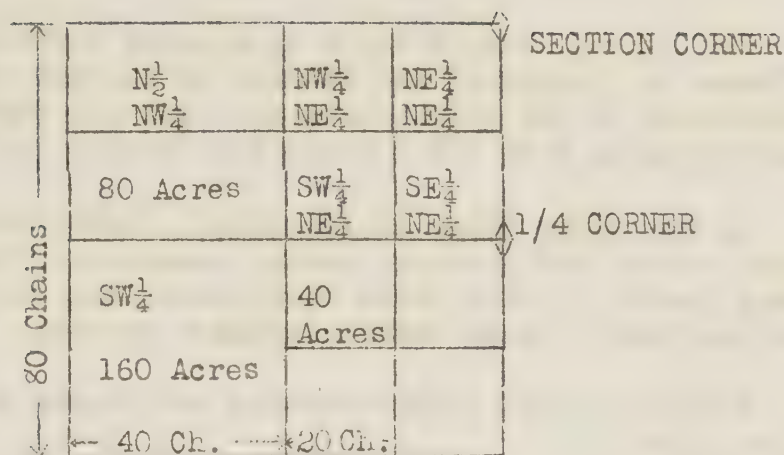 SECTION CORNER
N½ NW¼ NE¼
NW¼ NE¼ NE¼
80 Acres SW¼ SE¼
NE¼ NE¼
1/4 CORNER
80 Chains
SW¼ 40
Acres
160 Acres
40 Ch. 20 Ch.